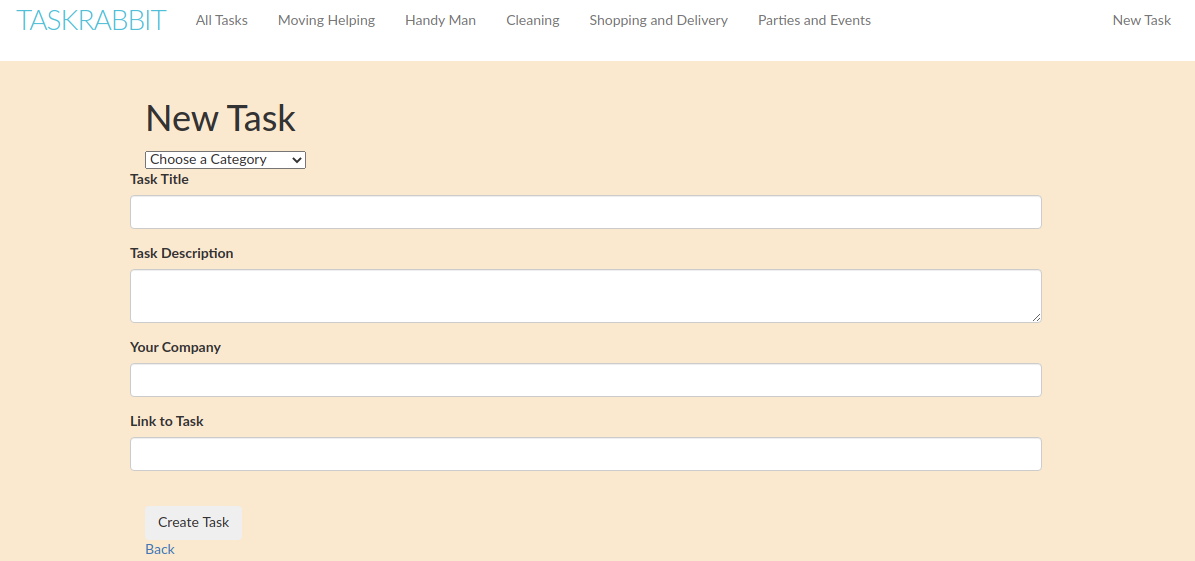 TASKRABBIT All Tasks Moving Helping Handy Man Cleaning Shopping and Delivery Parties and Events New Task
New Task
Choose a Category
Task Title
Task Description
Your Company
Link to Task
Create Task
Back